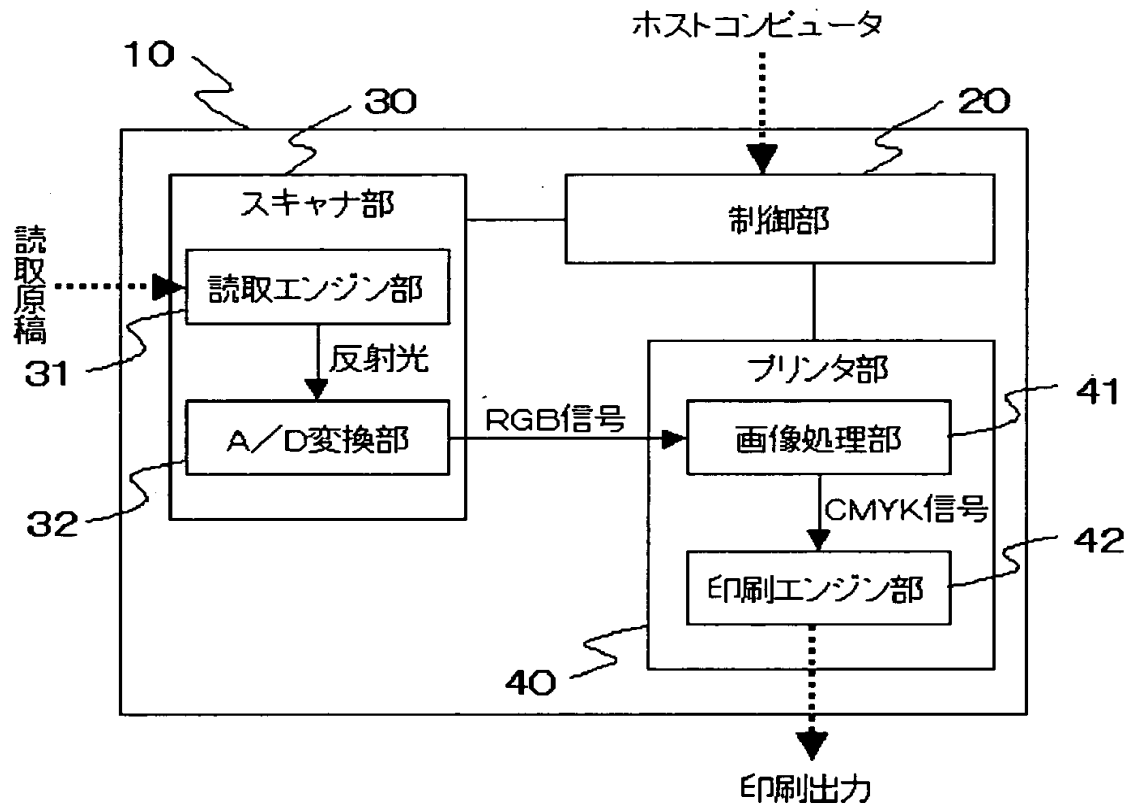 ホストコンピュータ
10
30
20
スキャナ部
制御部
読取原稿
読取エンジン部
31
反射光
プリンタ部
41
A/D変換部
RGB信号
画像処理部
32
CMYK信号
42
印刷エンジン部
40
印刷出力